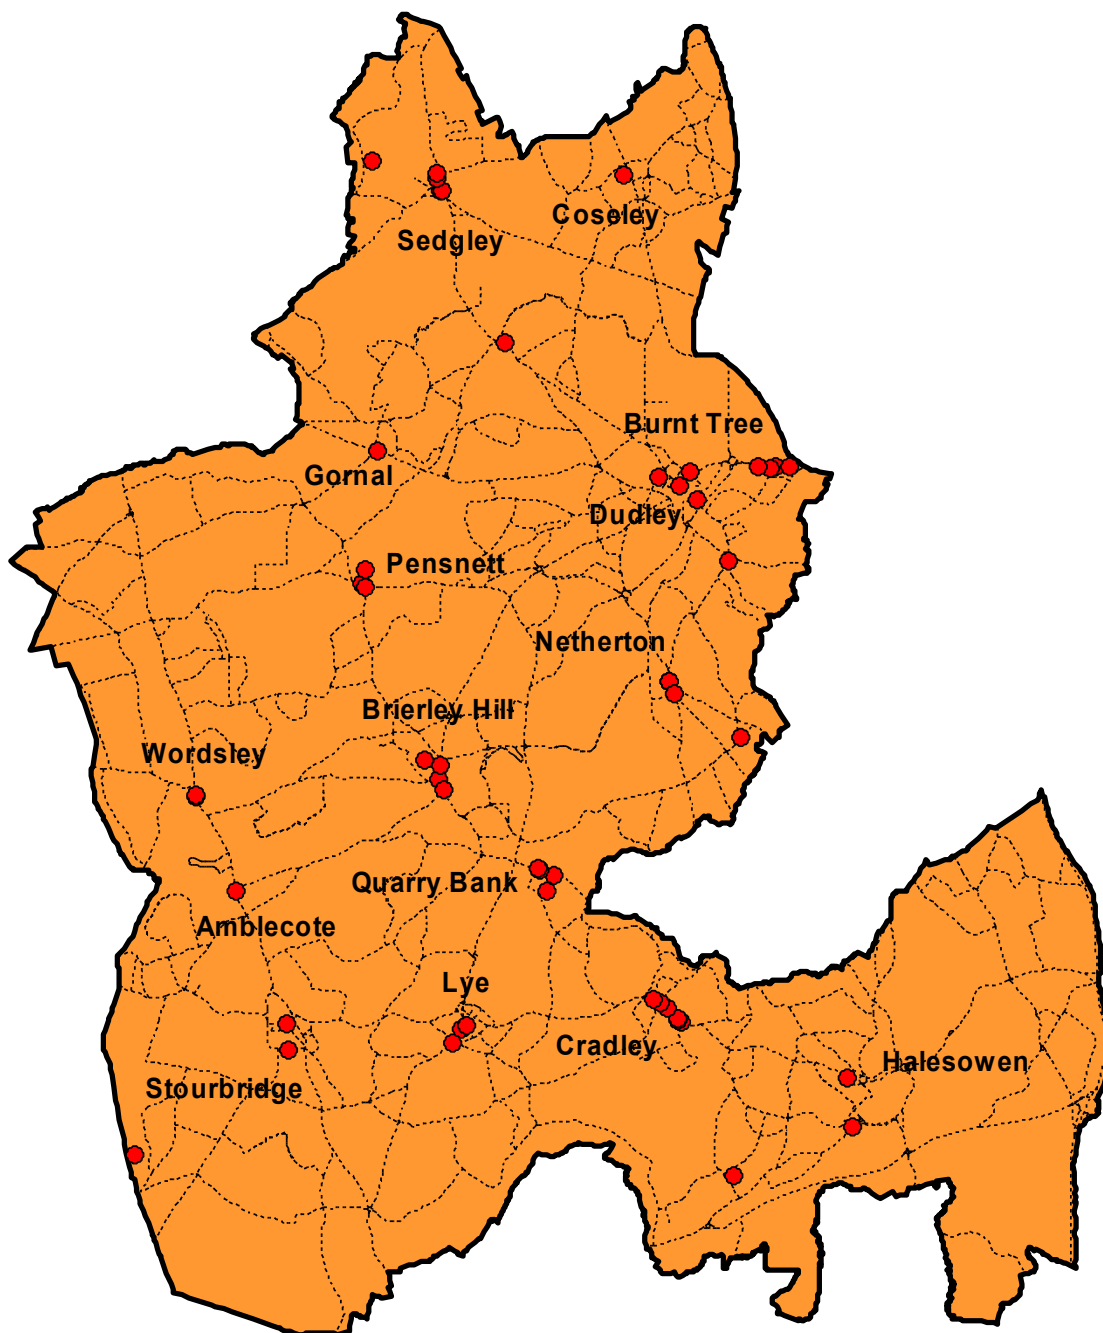 Coseley
Sedgley
Burnt Tree
Gornal
Dudley
Pensnett
Netherton
Brierley Hill
Wordsley
Quarry Bank
Amblecote
Lye
Cradley
Halesowen
Stourbridge